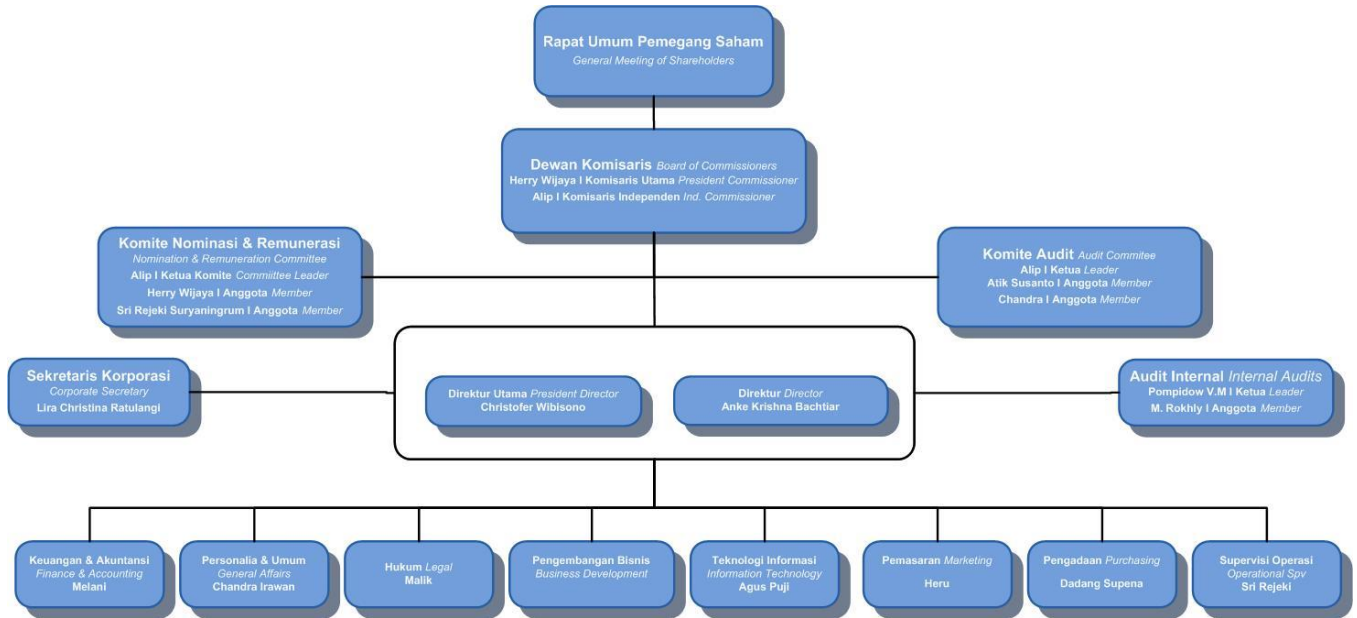 Rapat Umum Pemegang Saham
General Meeting of Shareholders
Dewan Komisaris Board of Commissioners
Herry Wijaya I Komisaris Utama President Commissioner
Alip I Komisaris Independen Ind. Commissioner
Komite Nominasi & Remunerasi
Nomination & Remuneration Committee
Alip I Ketua Komite Commiittee Leader
Herry Wijaya I Anggota Member
Sri Rejeki Suryaningrum I Anggota Member
Komite Audit Audit Commitee
Alip I Ketua Leader
Atik Susanto I Anggota Member
Chandra I Anggota Member
Sekretaris Korporasi
Corporate Secretary
Lira Christina Ratulangi
Direktur Utama President Director
Christofer Wibisono
Direktur Director
Anke Krishna Bachtiar
Audit Internal Internal Audits
Pompidow V.M I Ketua Leader
M. Rokhly I Anggota Member
Keuangan & Akuntansi
Finance & Accounting
Melani
Personalia & Umum
General Affairs
Chandra Irawan
Hukum Legal
Malik
Pengembangan Bisnis
Business Development
Teknologi Informasi
Information Technology
Agus Puji
Pemasaran Marketing
Heru
Pengadaan Purchasing
Dadang Supena
Supervisi Operasi
Operational Spv
Sri Rejeki